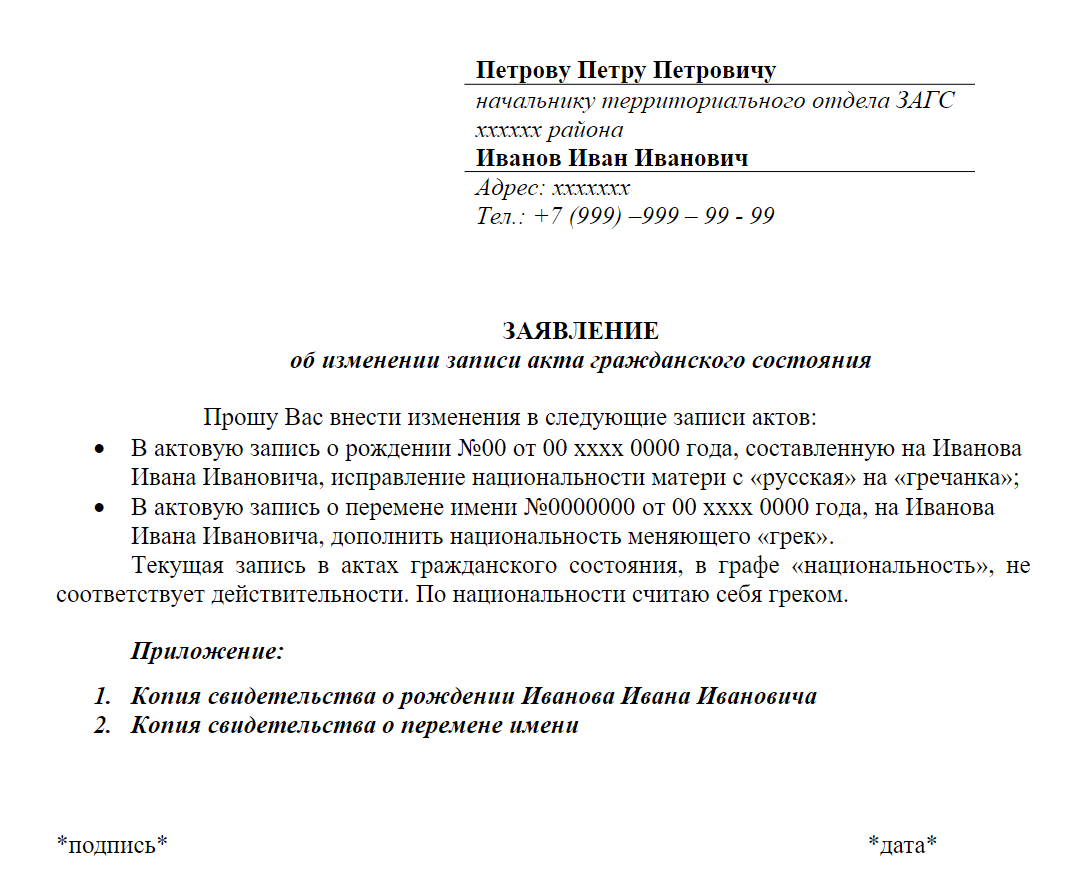 Петрову Петру Петровичу
начальнику территориального отдела ЗАГС
хххххх района
Иванов Иван Иванович
Адрес: ххххххх
Тел.: +7 (999) –999 – 99 - 99
ЗАЯВЛЕНИЕ
об изменении записи акта гражданского состояния
Прошу Вас внести изменения в следующие записи актов:
• В актовую запись о рождении №00 от 00 хххх 0000 года, составленную на Иванова
Ивана Ивановича, исправление национальности матери с «русская» на «гречанка»;
• В актовую запись о перемене имени №0000000 от 00 хххх 0000 года, на Иванова
Ивана Ивановича, дополнить национальность меняющего «грек».
Текущая запись в актах гражданского состояния, в графе «национальность», не
соответствует действительности. По национальности считаю себя греком.
Приложение:
1. Копия свидетельства о рождении Иванова Ивана Ивановича
2. Копия свидетельства о перемене имени
*подпись* *дата*